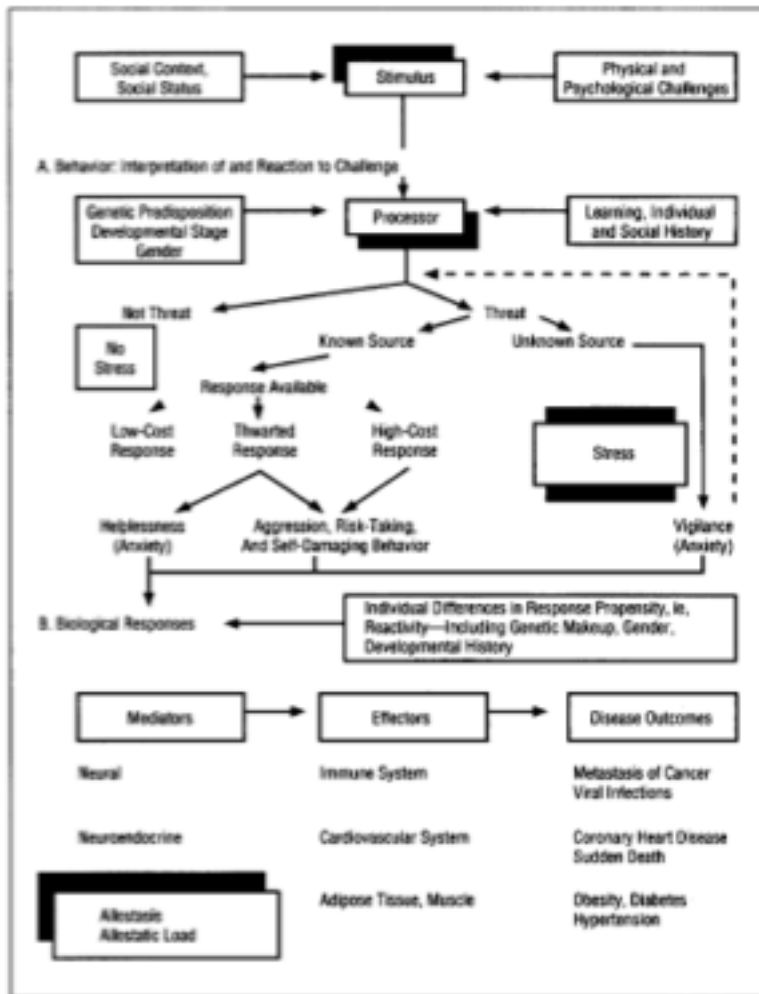 Social Context,
Social Status
Stimulus
Physical and
Psychological Challenges
A. Behavior: Interpretation of and Reaction to Challenge
Genetic Predisposition
Developmental Stage
Gender
Processor
Learning, Individual
and Social History
Not Threat
Threat
No
Stress
Known Source
Unknown Source
Response Available
Low-Cost
Response
Thwarted
Response
High-Cost
Response
Stress
Helplessness
(Anxiety)
Aggression, Risk-Taking,
And Self-Damaging Behavior
Vigilance
(Anxiety)
B. Biological Responses
Individual Differences in Response Propensity, ie,
Reactivity—Including Genetic Makeup, Gender,
Developmental History
Mediators
Effectors
Disease Outcomes
Neural
Immune System
Metastasis of Cancer
Viral Infections
Neuroendocrine
Cardiovascular System
Coronary Heart Disease
Sudden Death
Allestasis
Allestatic Load
Adipose Tissue, Muscle
Obesity, Diabetes
Hypertension